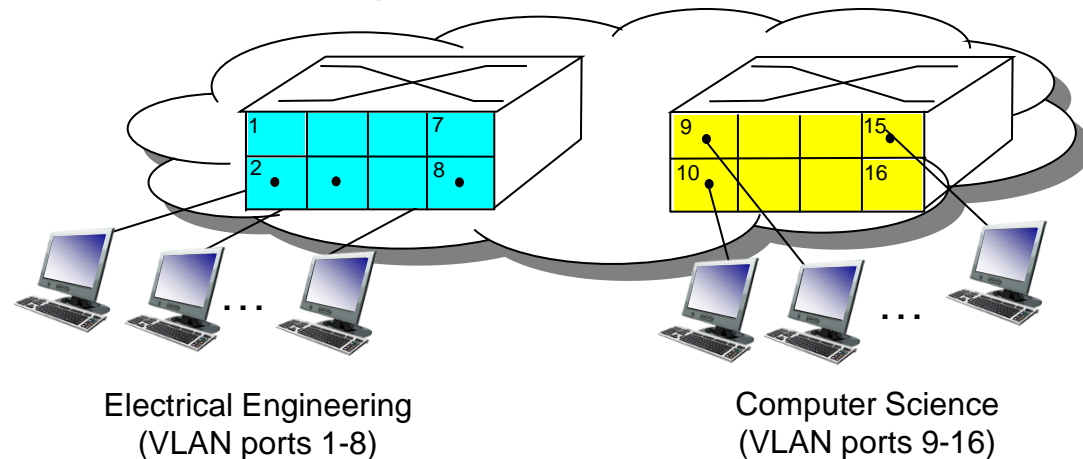 1
7
2
8
9
15
10
16
...
...
Electrical Engineering
(VLAN ports 1-8)
Computer Science
(VLAN ports 9-16)